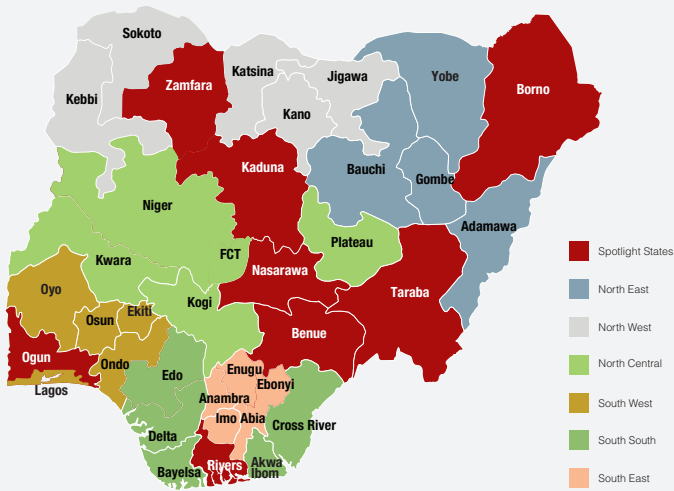 Sokoto
Zamfara
Katsina
Jigawa
Yobe
Borno
Kebbi
Kano
Kaduna
Bauchi
Gombe
Niger
Adamawa
Plateau
FCT
Kwara
Nasarawa
Taraba
Oyo
Kogi
Ekiti
Osun
Benue
Ogun
Ondo
Edo
Enugu
Ebonyi
Lagos
Anambra
Imo
Abia
Cross River
Delta
Rivers
Akwa
Ibom
Bayelsa
Spotlight States
North East
North West
North Central
South West
South South
South East